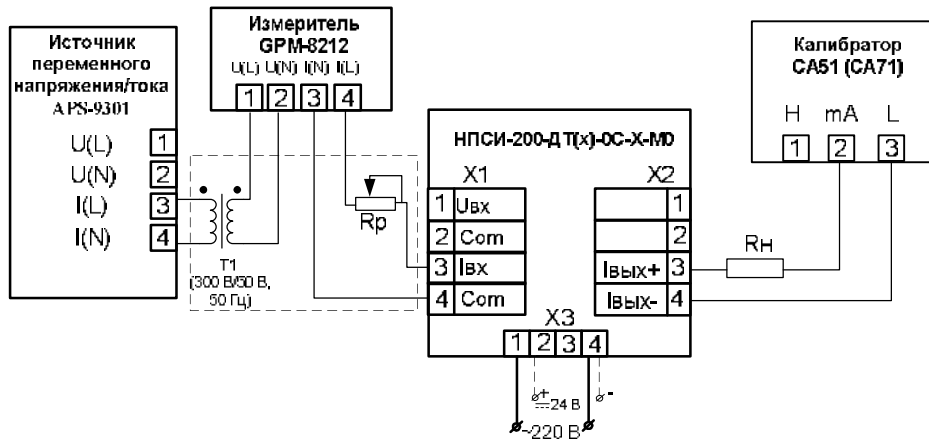 Источник
переменного
напряжения/тока
APS-9301
U(L) 1
U(N) 2
I(L) 3
I(N) 4
T1
(300 В/50 В,
50 Гц)
Измеритель
GPM-8212
U(L) U(N) I(N) I(L)
1 2 3 4
Rp
НПСИ-200-ДТ(х)-0С-Х-М0
X1
1 Uвх
2 Com
3 Iвх
4 Com
X2
1
2
Iвых+ 3
Iвых- 4
X3
1 2 3 4
+ -
24 В
~220 В
Rн
Калибратор
CA51 (CA71)
H mA L
1 2 3